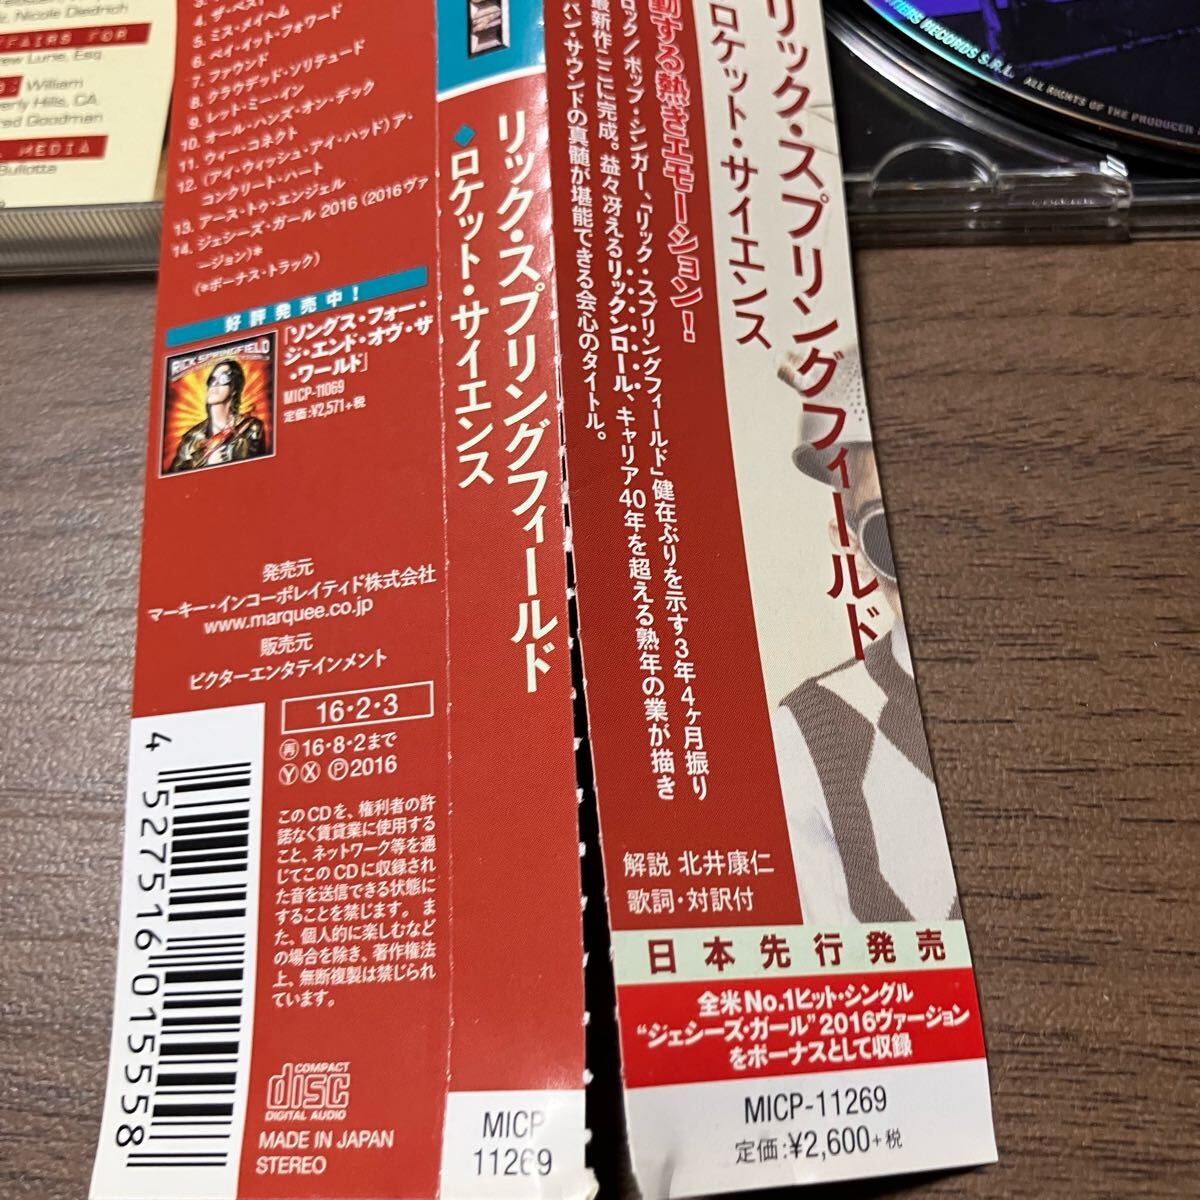 Nicole Diedrich
FFAIRS FOR
Lurie, Esq.
William
Hills, CA.
Goodman
MEDIA
4. ザ・ベスト
5. ミス・メイヘム
6. ペイ・イット・フォワード
7. ファウンド
8. クラウデッド・ソリテュード
9. レット・ミー・イン
10. オール・ハンズ・オン・デック
11. ウィー・コネクト
12. (アイ・ウィッシュ・アイ・ハッド)ア・
コンクリート・ハート
13. アース・トゥ・エンジェル
14. ジェシーズ・ガール 2016 (2016ヴァ
ージョン)*
(*ボーナス・トラック)
好評発売中！
RICK SPRINGFIELD
「ソングス・フォー・
ジ・エンド・オヴ・ザ
・ワールド」
MICP-11069
定価:¥2,571+税
発売元
マーキー・インコーポレイティド株式会社
www.marquee.co.jp
販売元
ビクターエンタテインメント
16・2・3
再16・8・2まで
ⓎⓍ Ⓟ2016
このCDを、権利者の許
諾なく賃貸業に使用する
こと、ネットワーク等を通
じてこのCDに収録され
た音を送信できる状態に
することを禁じます。ま
た、個人的に楽しむなど
の場合を除き、著作権法
上、無断複製は禁じられ
ています。
4 527516 015558
COMPACT
disc
DIGITAL AUDIO
MADE IN JAPAN
STEREO
リック・スプリングフィールド
◆ロケット・サイエンス
MICP
11269
リック・スプリングフィールド
ロケット・サイエンス
動する熱きエモーション！
ロック/ポップ・シンガー、「リック・スプリングフィールド」健在ぶりを示す3年4ヶ月振り
最新作ここに完成。益々冴えるリックンロール、キャリア40年を超える熟年の業が描き
バン・サウンドの真髄が堪能できる会心のタイトル。
解説 北井康仁
歌詞・対訳付
日本先行発売
全米No.1ヒット・シングル
“ジェシーズ・ガール”2016ヴァージョン
をボーナスとして収録
MICP-11269
定価:¥2,600+税
RECORDS S.R.L.
ALL RIGHTS OF THE PRODUCER